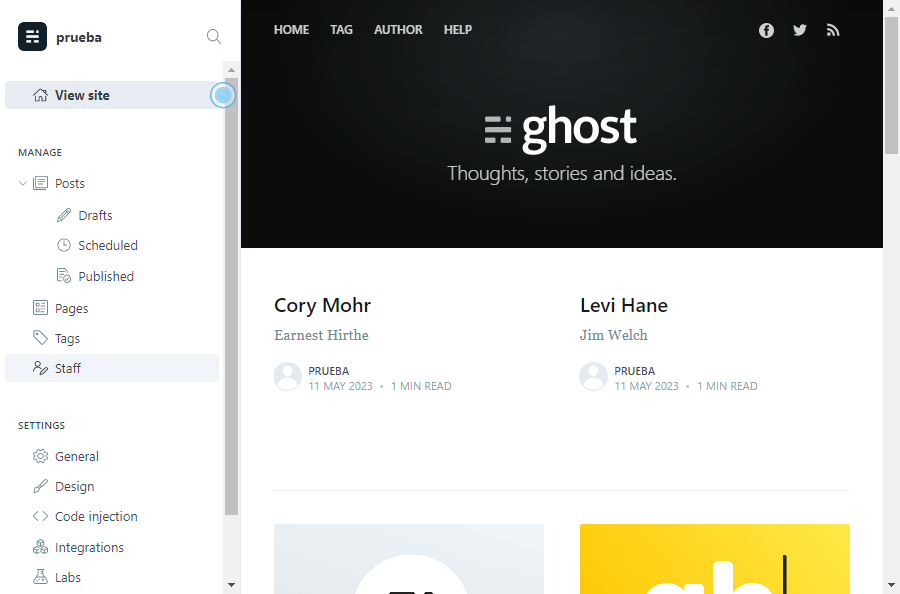 prueba
View site
MANAGE
Posts
Drafts
Scheduled
Published
Pages
Tags
Staff
SETTINGS
General
Design
Code injection
Integrations
Labs
HOME TAG AUTHOR HELP
ghost
Thoughts, stories and ideas.
Cory Mohr
Earnest Hirthe
PRUEBA
11 MAY 2023 • 1 MIN READ
Levi Hane
Jim Welch
PRUEBA
11 MAY 2023 • 1 MIN READ